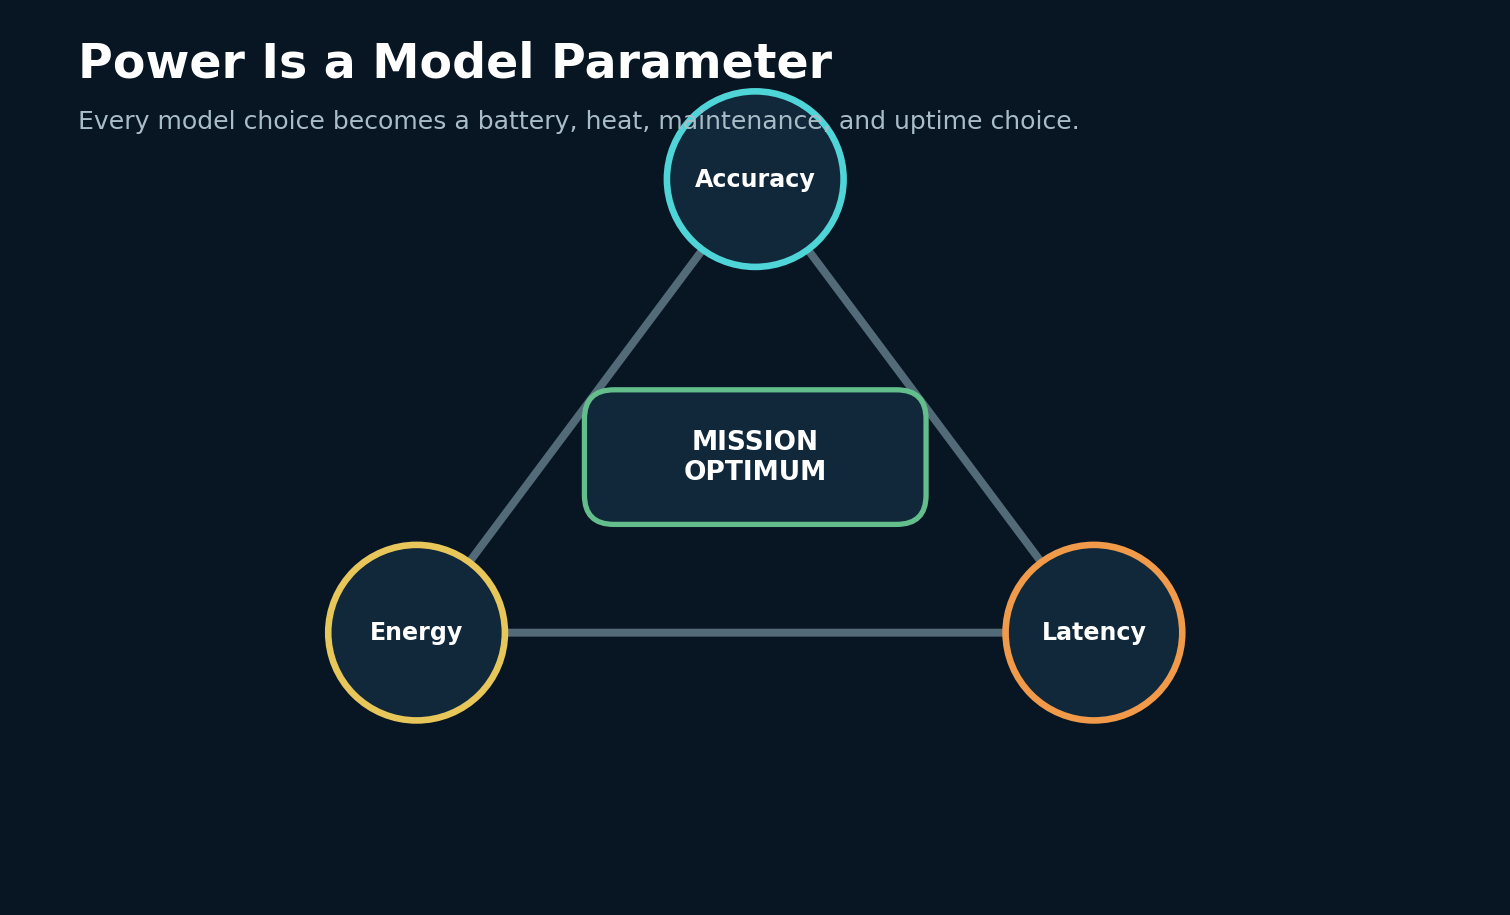 Power Is a Model Parameter
Every model choice becomes a battery, heat, maintenance, and uptime choice.
Accuracy
MISSION
OPTIMUM
Energy
Latency